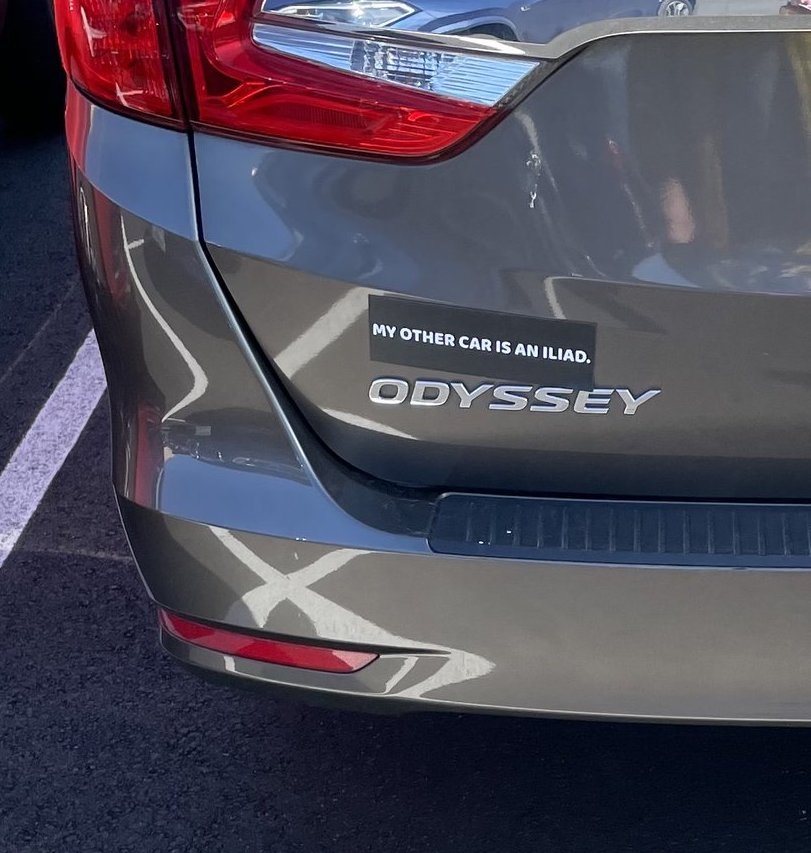 MY OTHER CAR IS AN ILIAD.
ODYSSEY